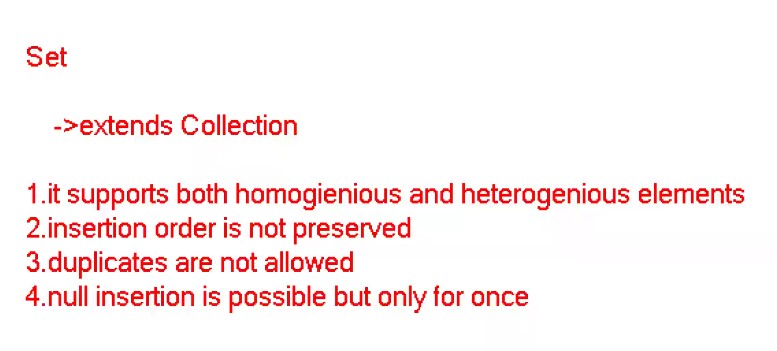 Set
->extends Collection
1.it supports both homogienious and heterogenious elements
2.insertion order is not preserved
3.duplicates are not allowed
4.null insertion is possible but only for once